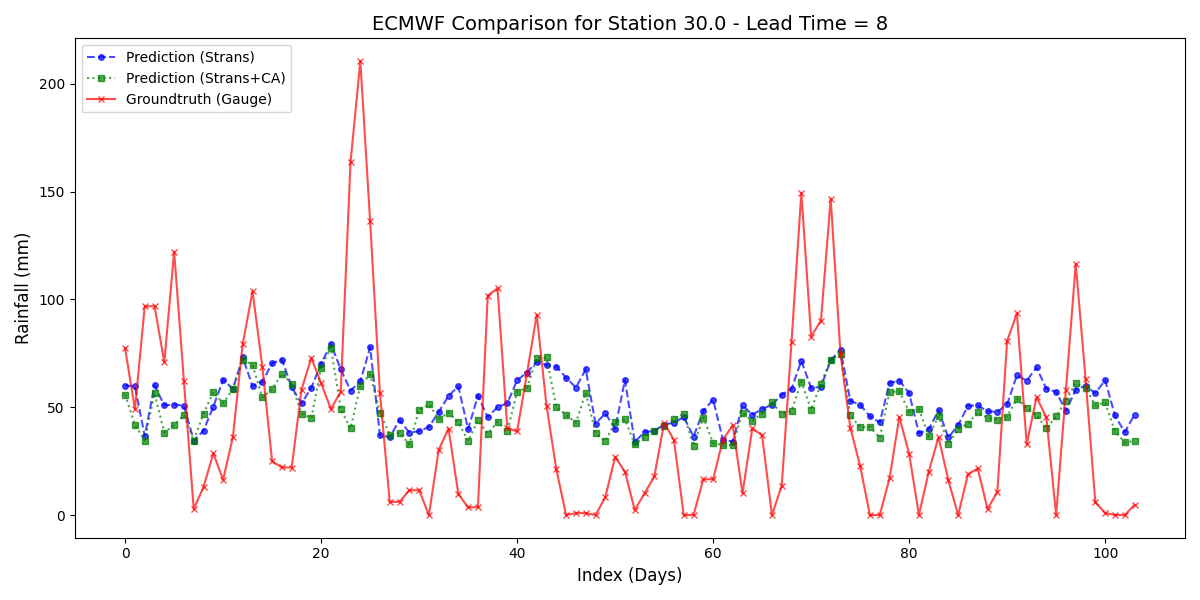 ECMWF Comparison for Station 30.0 - Lead Time = 8
Prediction (Strans)
Prediction (Strans+CA)
Groundtruth (Gauge)
Rainfall (mm)
200
150
100
50
0
0 20 40 60 80 100
Index (Days)